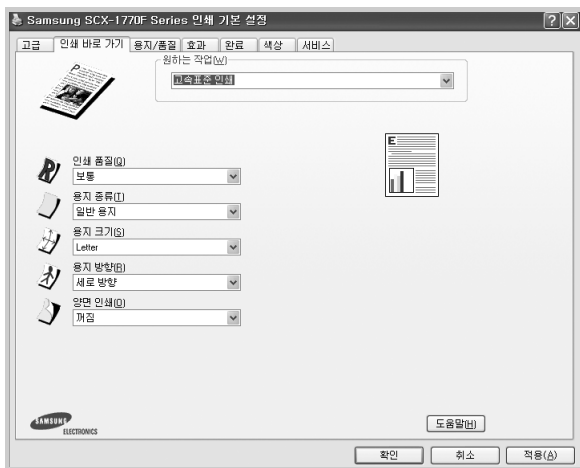 Samsung SCX-1770F Series 인쇄 기본 설정
고급 인쇄 바로 가기 용지/품질 효과 완료 색상 서비스
원하는 작업(W)
고속표준 인쇄
인쇄 품질(Q)
보통
용지 종류(T)
일반 용지
용지 크기(S)
Letter
용지 방향(R)
세로 방향
양면 인쇄(O)
꺼짐
E
SAMSUNG
ELECTRONICS
도움말(H)
확인 취소 적용(A)